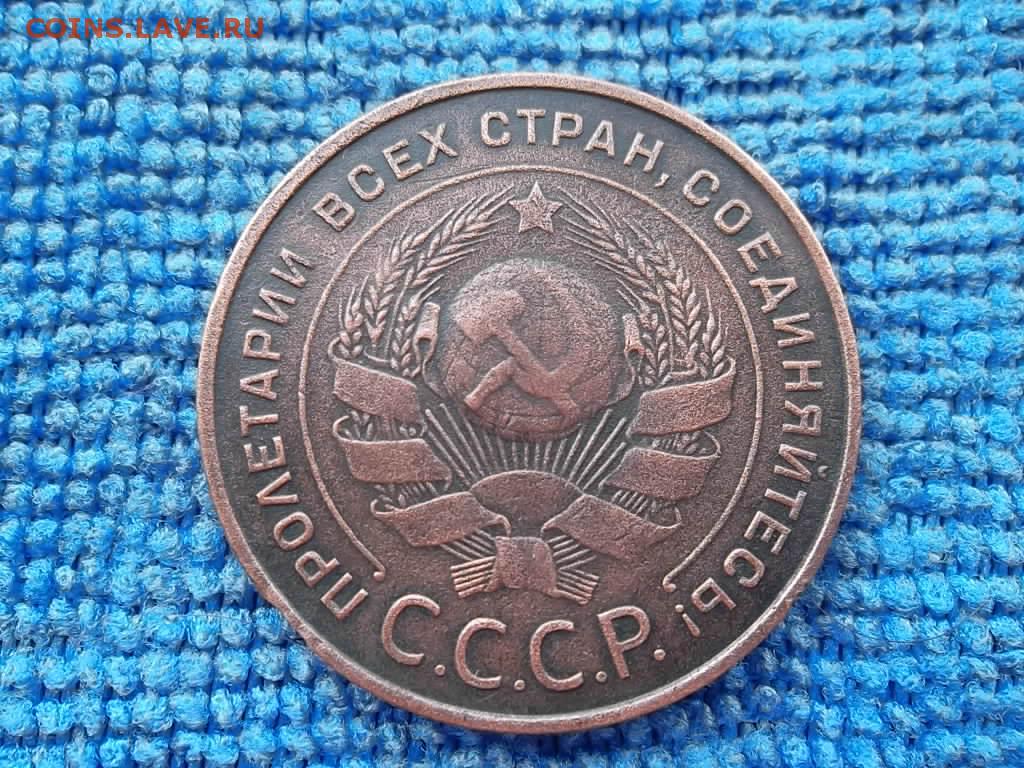 COINS.LAVE.RU
ПРОЛЕТАРИИ ВСЕХ СТРАН, СОЕДИНЯЙТЕСЬ!
С.С.С.Р.